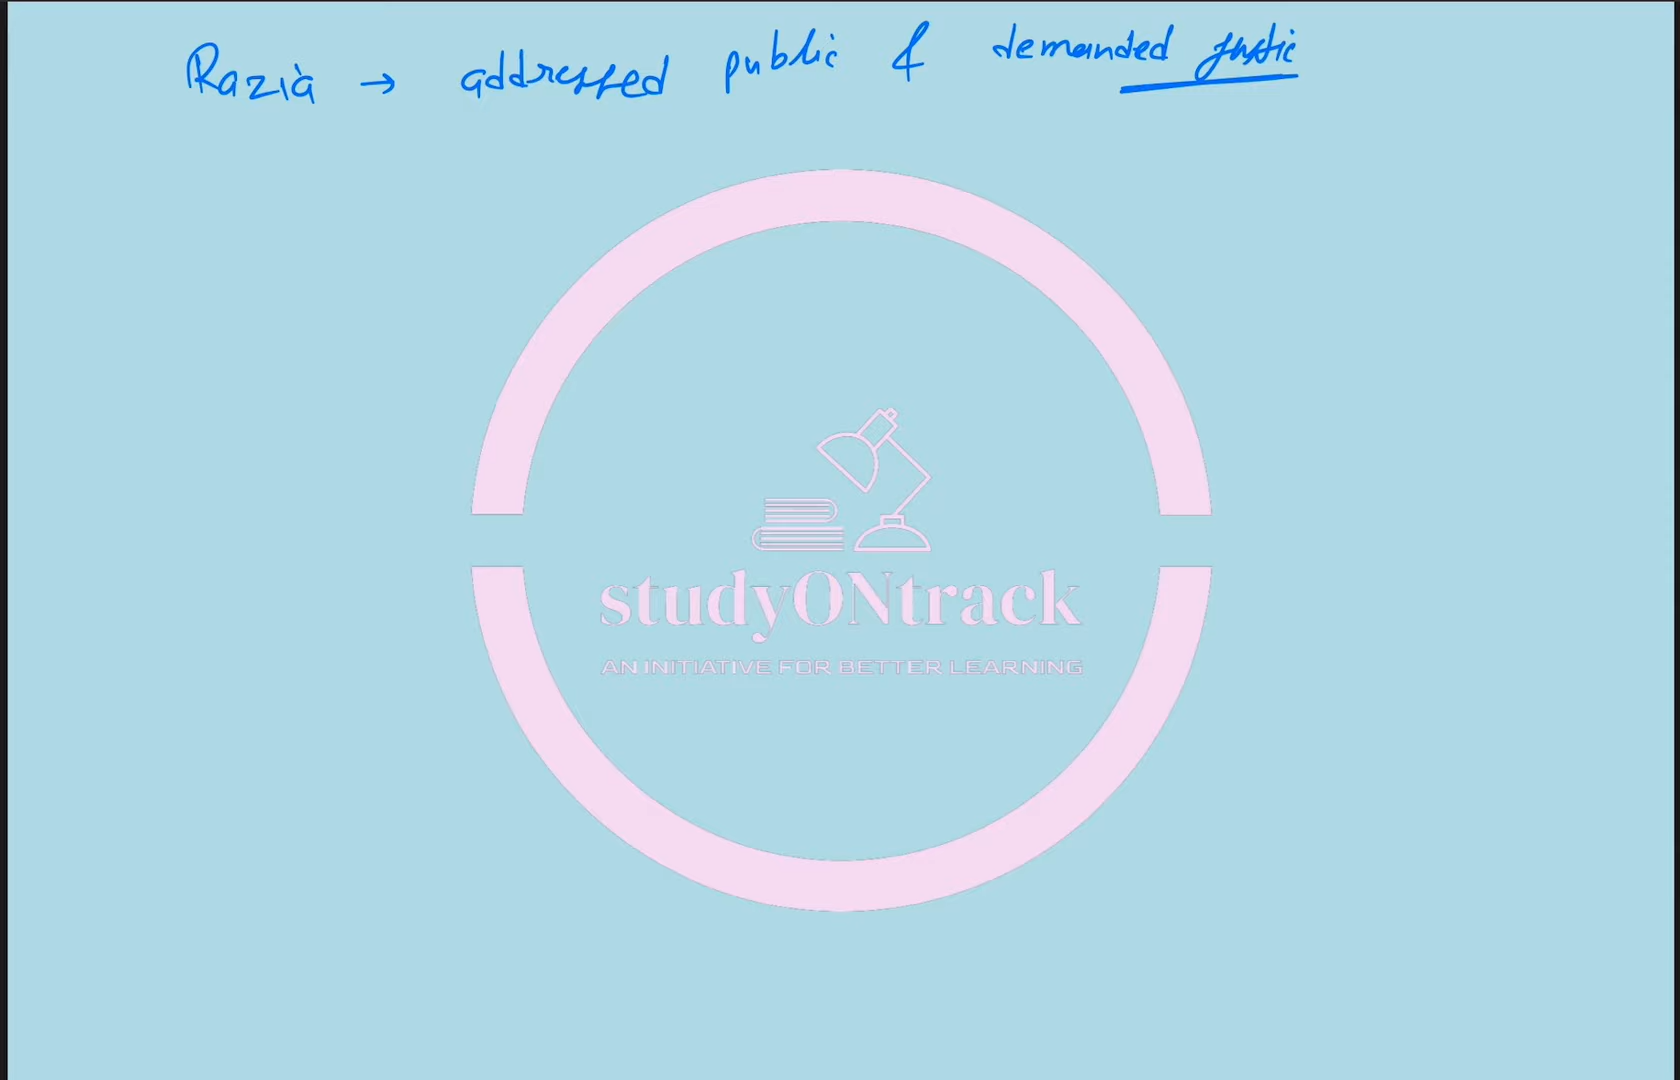 Razia → addressed public & demanded justic
studyONtrack
AN INITIATIVE FOR BETTER LEARNING